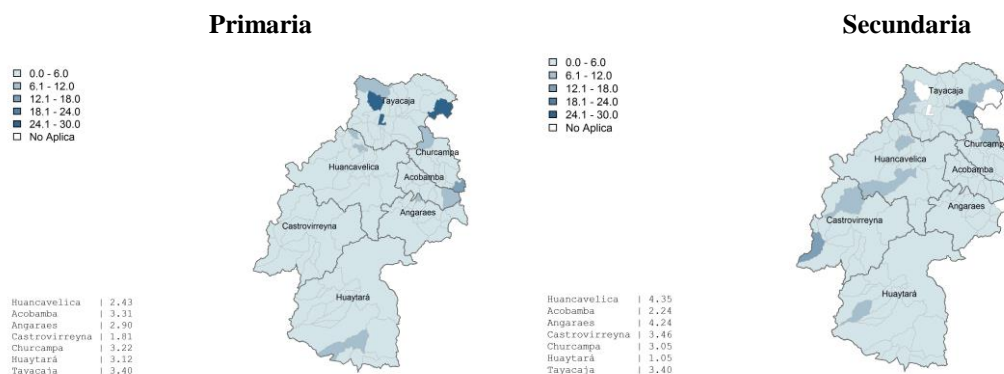 Primaria
0.0 - 6.0
6.1 - 12.0
12.1 - 18.0
18.1 - 24.0
24.1 - 30.0
No Aplica
Tayacaja
Churcampa
Huancavelica
Acobamba
Angaraes
Castrovirreyna
Huaytará
Huancavelica | 2.43
Acobamba | 3.31
Angaraes | 2.90
Castrovirreyna | 1.81
Churcampa | 3.22
Huaytará | 3.12
Tayacaja | 3.40
Secundaria
0.0 - 6.0
6.1 - 12.0
12.1 - 18.0
18.1 - 24.0
24.1 - 30.0
No Aplica
Tayacaja
Churcampa
Huancavelica
Acobamba
Angaraes
Castrovirreyna
Huaytará
Huancavelica | 4.35
Acobamba | 2.24
Angaraes | 4.24
Castrovirreyna | 3.46
Churcampa | 3.05
Huaytará | 1.05
Tayacaja | 3.40